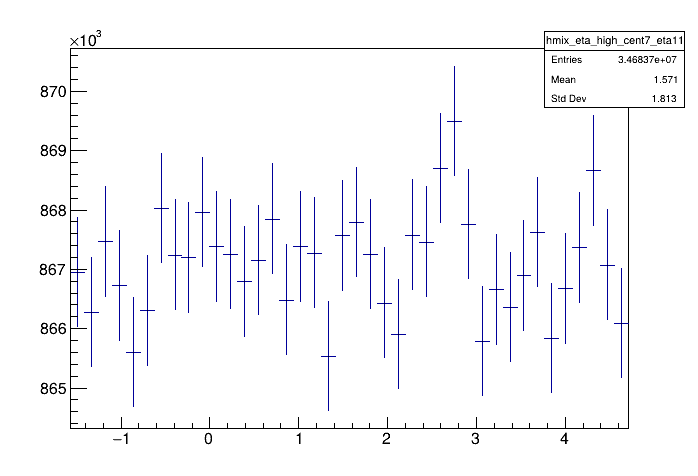 ×10³
hmix_eta_high_cent7_eta11
Entries 3.46837e+07
Mean 1.571
Std Dev 1.813
870
869
868
867
866
865
−1 0 1 2 3 4